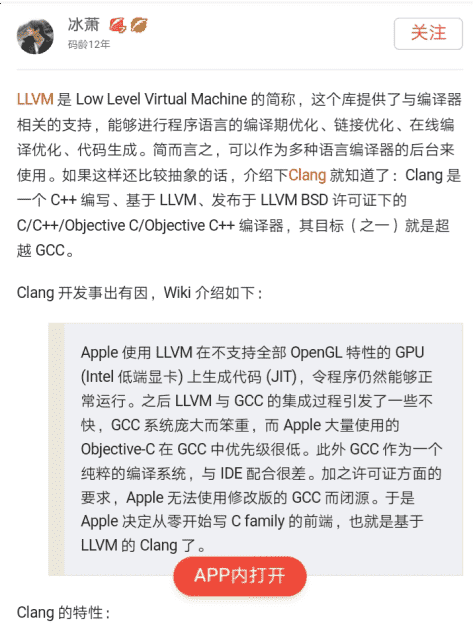 冰萧
码龄12年
关注
LLVM 是 Low Level Virtual Machine 的简称，这个库提供了与编译器
相关的支持，能够进行程序语言的编译期优化、链接优化、在线编
译优化、代码生成。简而言之，可以作为多种语言编译器的后台来
使用。如果这样还比较抽象的话，介绍下Clang 就知道了：Clang 是
一个 C++ 编写、基于 LLVM、发布于 LLVM BSD 许可证下的
C/C++/Objective C/Objective C++ 编译器，其目标（之一）就是超
越 GCC。
Clang 开发事出有因，Wiki 介绍如下：
Apple 使用 LLVM 在不支持全部 OpenGL 特性的 GPU
(Intel 低端显卡) 上生成代码 (JIT)，令程序仍然能够正
常运行。之后 LLVM 与 GCC 的集成过程引发了一些不
快，GCC 系统庞大而笨重，而 Apple 大量使用的
Objective-C 在 GCC 中优先级很低。此外 GCC 作为一个
纯粹的编译系统，与 IDE 配合很差。加之许可证方面的
要求，Apple 无法使用修改版的 GCC 而闭源。于是
Apple 决定从零开始写 C family 的前端，也就是基于
LLVM 的 Clang 了。
APP内打开
Clang 的特性：